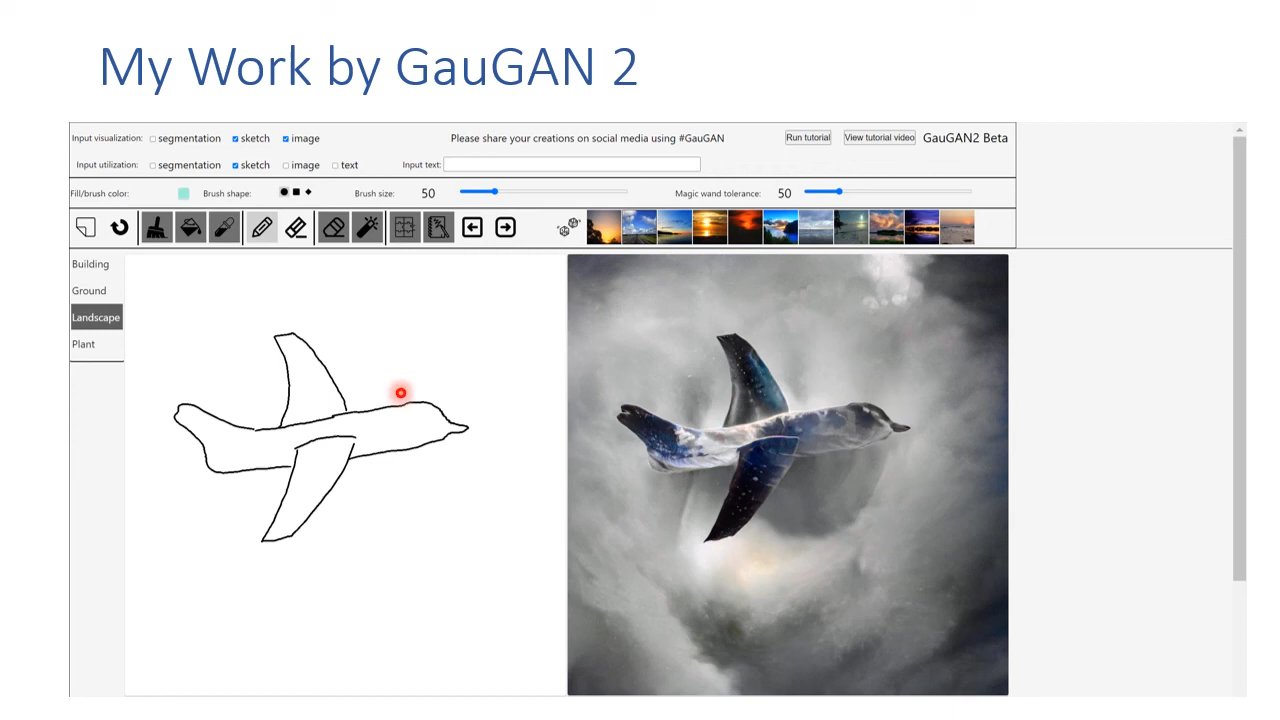 My Work by GauGAN 2
Input visualization: segmentation sketch image Please share your creations on social media using #GauGAN Run tutorial View tutorial video GauGAN2 Beta
Input utilization: segmentation sketch image text Input text:
Fill/brush color: Brush shape: Brush size: 50 Magic wand tolerance: 50
Building
Ground
Landscape
Plant